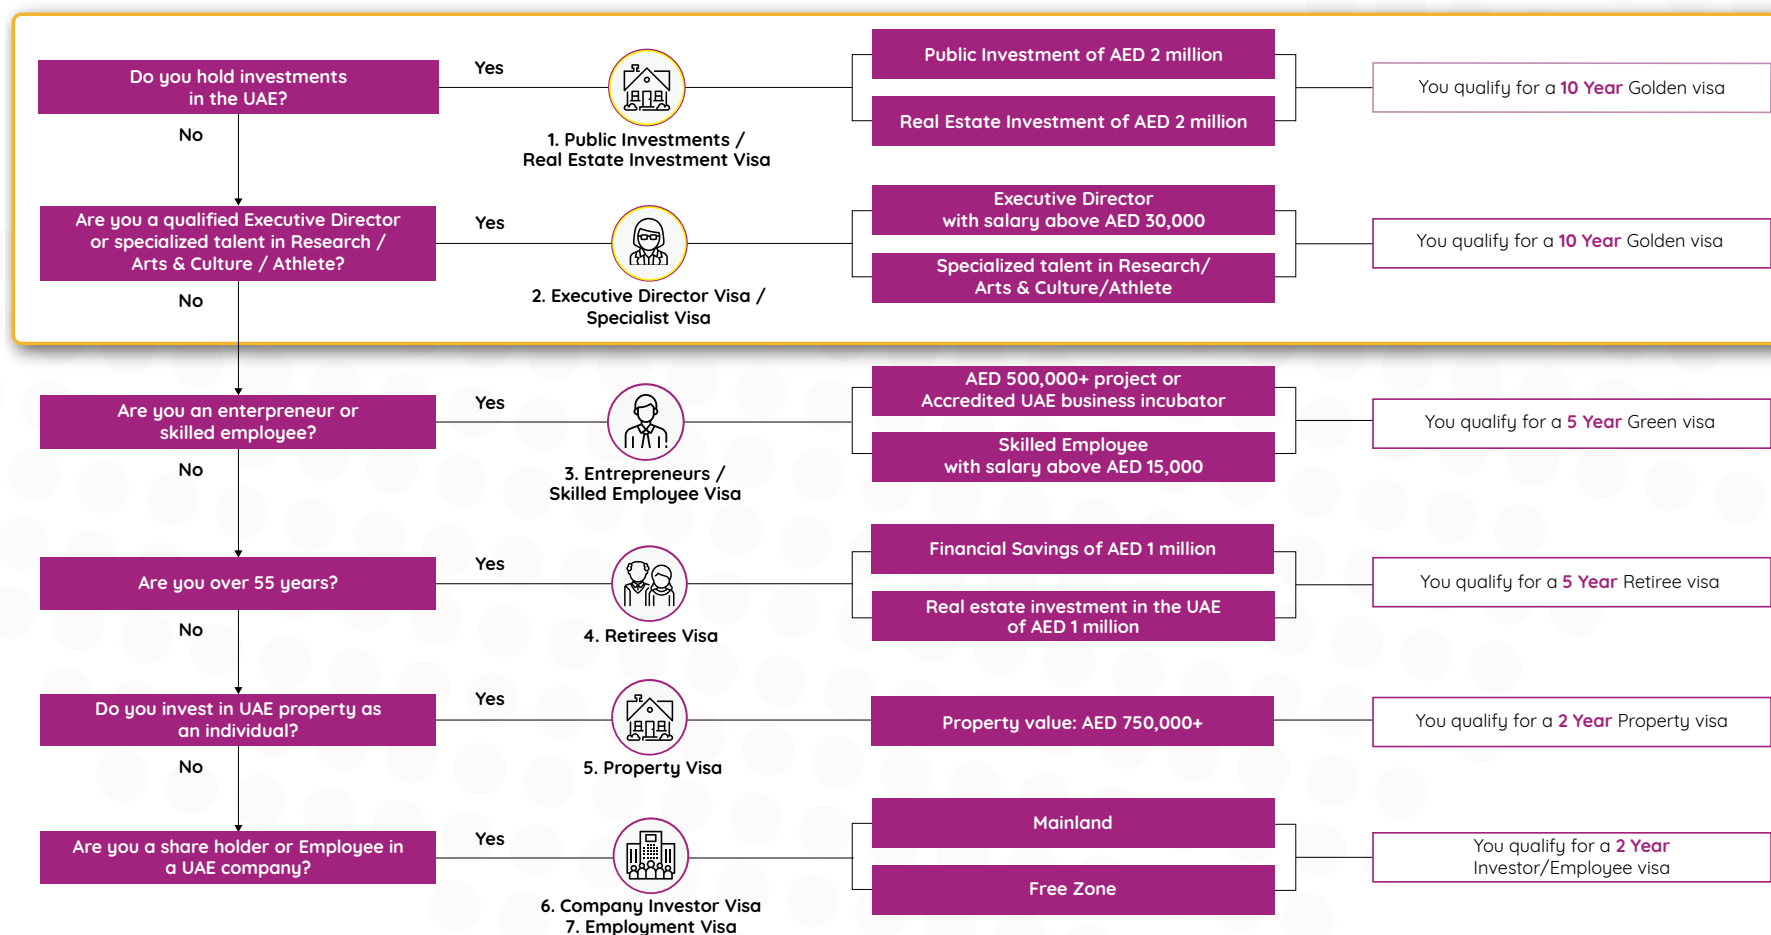 Do you hold investments
in the UAE?
Yes
No
1. Public Investments /
Real Estate Investment Visa
Public Investment of AED 2 million
Real Estate Investment of AED 2 million
You qualify for a 10 Year Golden visa
Are you a qualified Executive Director
or specialized talent in Research /
Arts & Culture / Athlete?
Yes
No
2. Executive Director Visa /
Specialist Visa
Executive Director
with salary above AED 30,000
Specialized talent in Research/
Arts & Culture/Athlete
You qualify for a 10 Year Golden visa
Are you an enterpreneur or
skilled employee?
Yes
No
3. Entrepreneurs /
Skilled Employee Visa
AED 500,000+ project or
Accredited UAE business incubator
Skilled Employee
with salary above AED 15,000
You qualify for a 5 Year Green visa
Are you over 55 years?
Yes
No
4. Retirees Visa
Financial Savings of AED 1 million
Real estate investment in the UAE
of AED 1 million
You qualify for a 5 Year Retiree visa
Do you invest in UAE property as
an individual?
Yes
No
5. Property Visa
Property value: AED 750,000+
You qualify for a 2 Year Property visa
Are you a share holder or Employee in
a UAE company?
Yes
6. Company Investor Visa
7. Employment Visa
Mainland
Free Zone
You qualify for a 2 Year
Investor/Employee visa